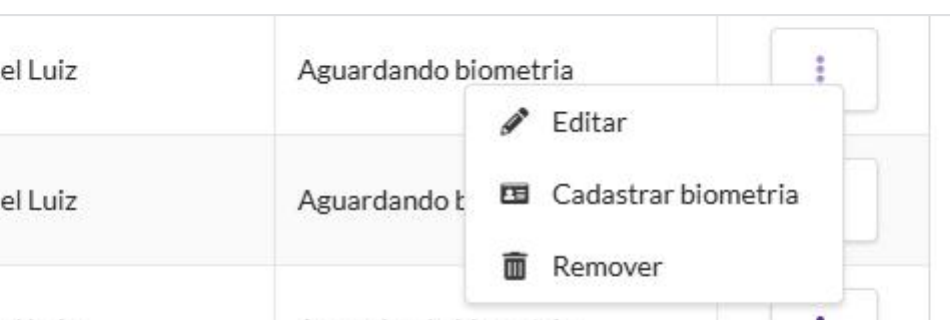 el Luiz
Aguardando biometria
Editar
el Luiz
Aguardando
Cadastrar biometria
Remover